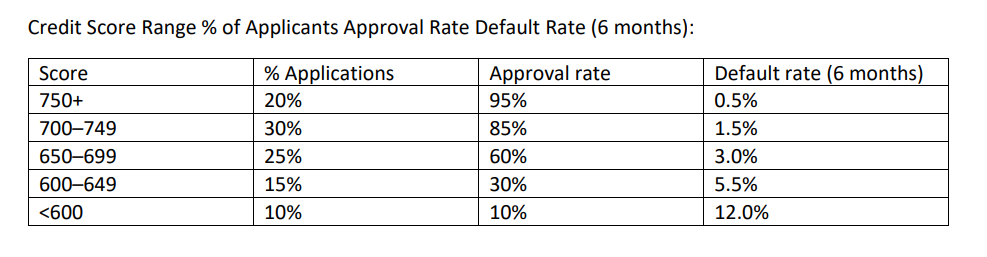 Credit Score Range % of Applicants Approval Rate Default Rate (6 months):
Score % Applications Approval rate Default rate (6 months)
750+ 20% 95% 0.5%
700–749 30% 85% 1.5%
650–699 25% 60% 3.0%
600–649 15% 30% 5.5%
<600 10% 10% 12.0%